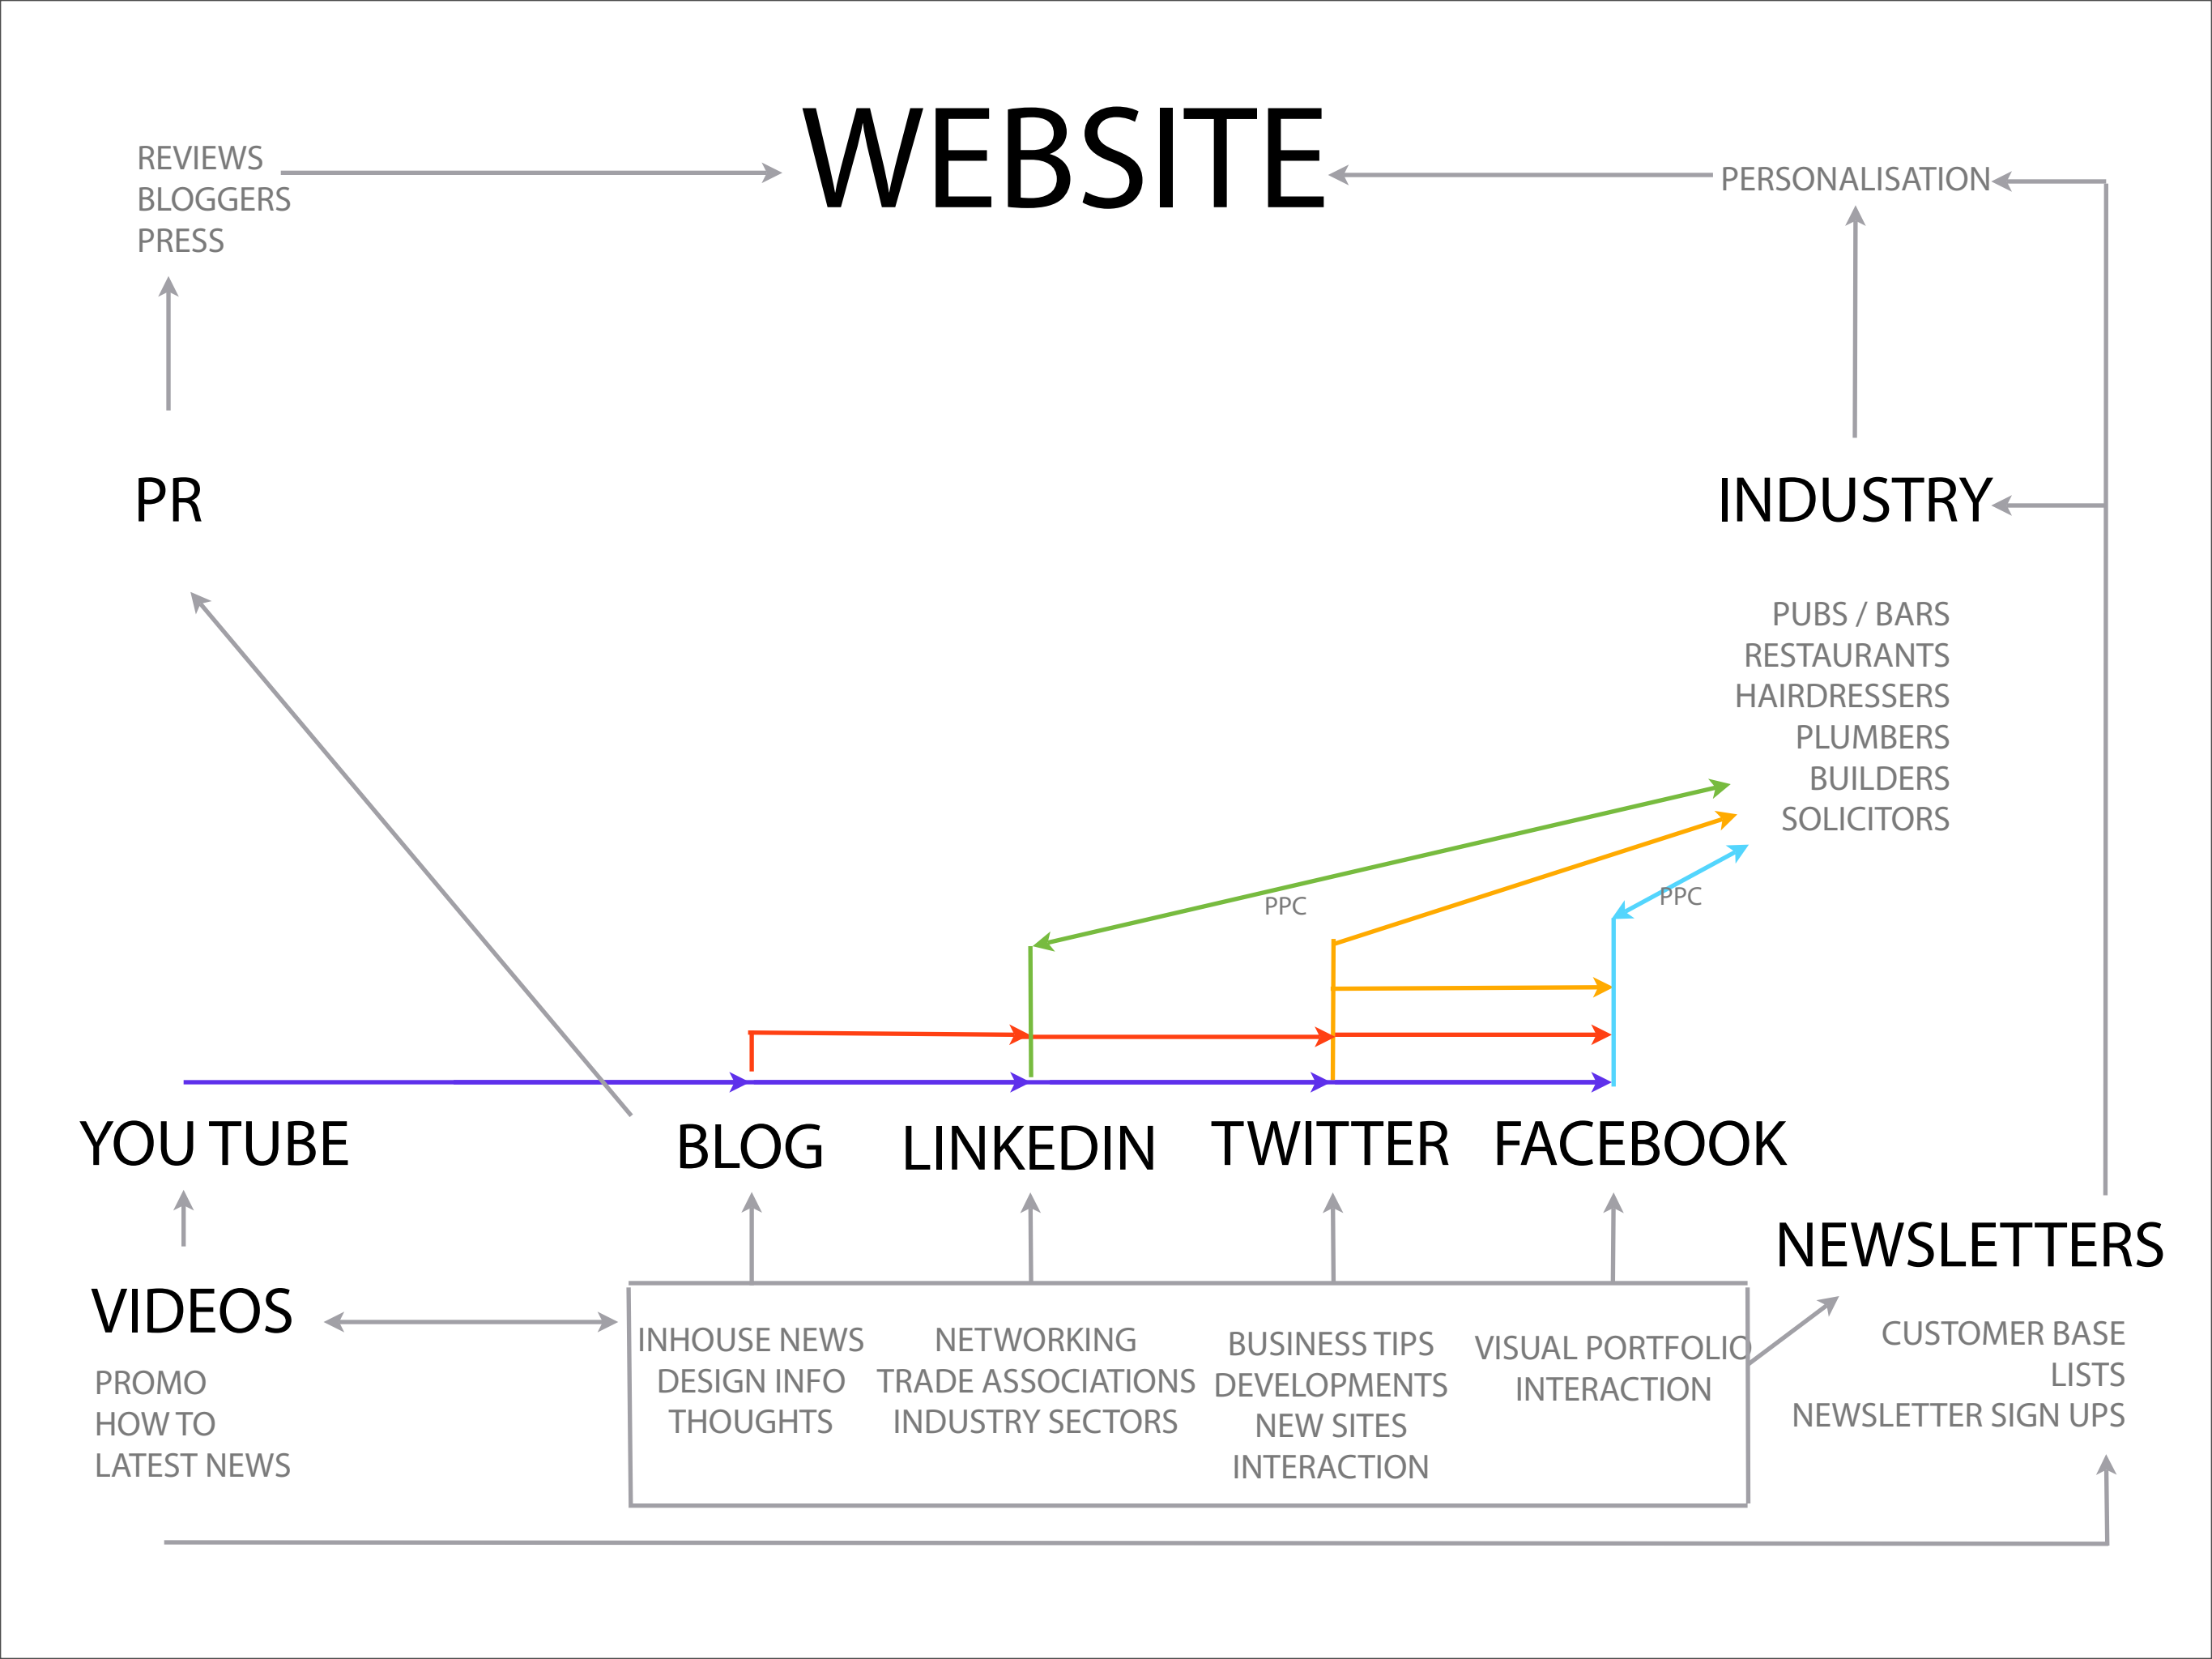 WEBSITE
REVIEWS
BLOGGERS
PRESS
PERSONALISATION
PR
INDUSTRY
PUBS / BARS
RESTAURANTS
HAIRDRESSERS
PLUMBERS
BUILDERS
SOLICITORS
PPC
PPC
YOU TUBE
BLOG
LINKEDIN
TWITTER
FACEBOOK
NEWSLETTERS
CUSTOMER BASE
LISTS
NEWSLETTER SIGN UPS
VIDEOS
PROMO
HOW TO
LATEST NEWS
INHOUSE NEWS
DESIGN INFO
THOUGHTS
NETWORKING
TRADE ASSOCIATIONS
INDUSTRY SECTORS
BUSINESS TIPS
DEVELOPMENTS
NEW SITES
INTERACTION
VISUAL PORTFOLIO
INTERACTION